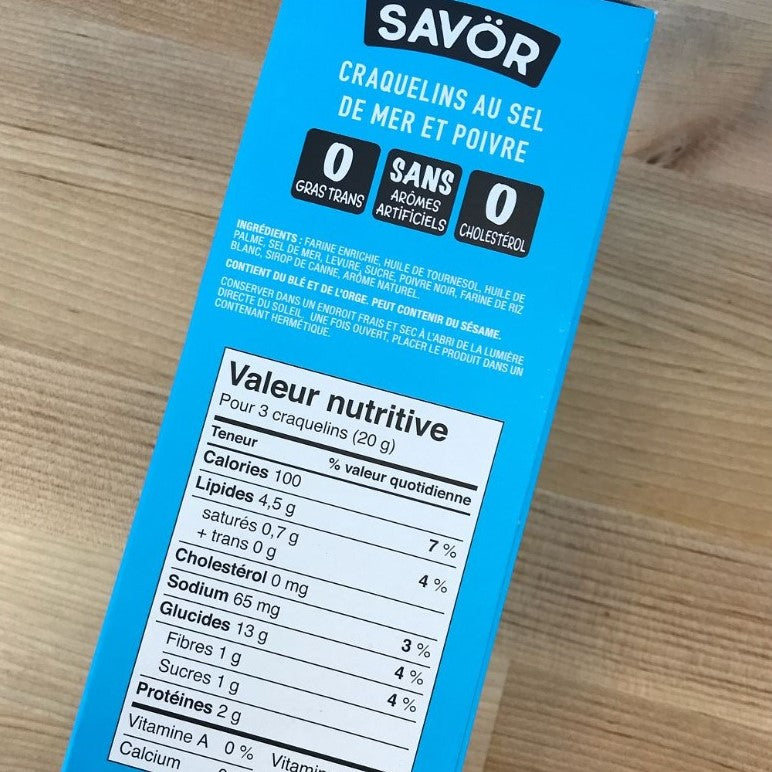 SAVÖR
CRAQUELINS AU SEL
DE MER ET POIVRE
0
GRAS TRANS
SANS
ARÔMES
ARTIFICIELS
0
CHOLESTÉROL
INGRÉDIENTS : FARINE ENRICHIE, HUILE DE TOURNESOL, HUILE DE
PALME, SEL DE MER, LEVURE, SUCRE, POIVRE NOIR, FARINE DE RIZ
BLANC, SIROP DE CANNE, ARÔME NATUREL.
CONTIENT DU BLÉ ET DE L'ORGE. PEUT CONTENIR DU SÉSAME.
CONSERVER DANS UN ENDROIT FRAIS ET SEC À L'ABRI DE LA LUMIÈRE
DIRECTE DU SOLEIL. UNE FOIS OUVERT, PLACER LE PRODUIT DANS UN
CONTENANT HERMÉTIQUE.
Valeur nutritive
Pour 3 craquelins (20 g)
Teneur % valeur quotidienne
Calories 100
Lipides 4,5 g 7 %
saturés 0,7 g 4 %
+ trans 0 g
Cholestérol 0 mg
Sodium 65 mg 3 %
Glucides 13 g 4 %
Fibres 1 g 4 %
Sucres 1 g
Protéines 2 g
Vitamine A 0 % Vitamin
Calcium